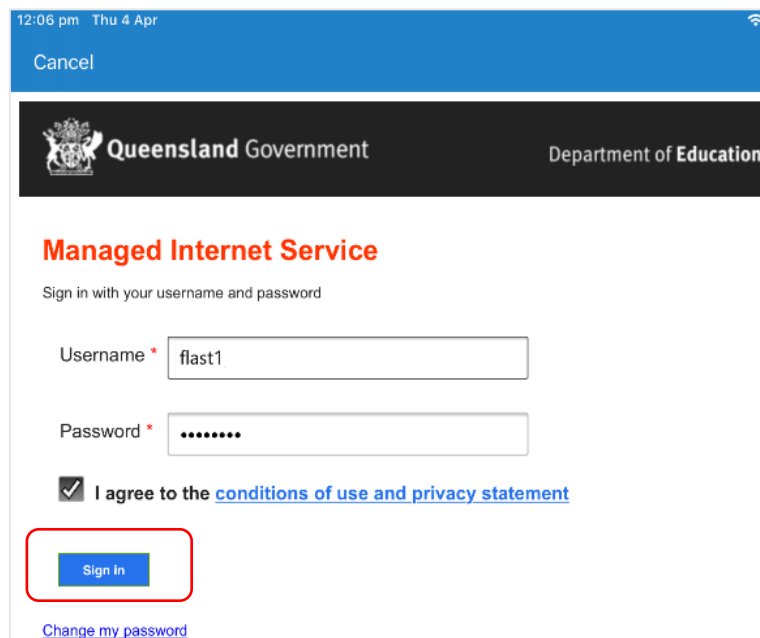 12:06 pm Thu 4 Apr
Cancel
Queensland Government
Department of Education
Managed Internet Service
Sign in with your username and password
Username * flast1
Password * ••••••••
I agree to the conditions of use and privacy statement
Sign in
Change my password